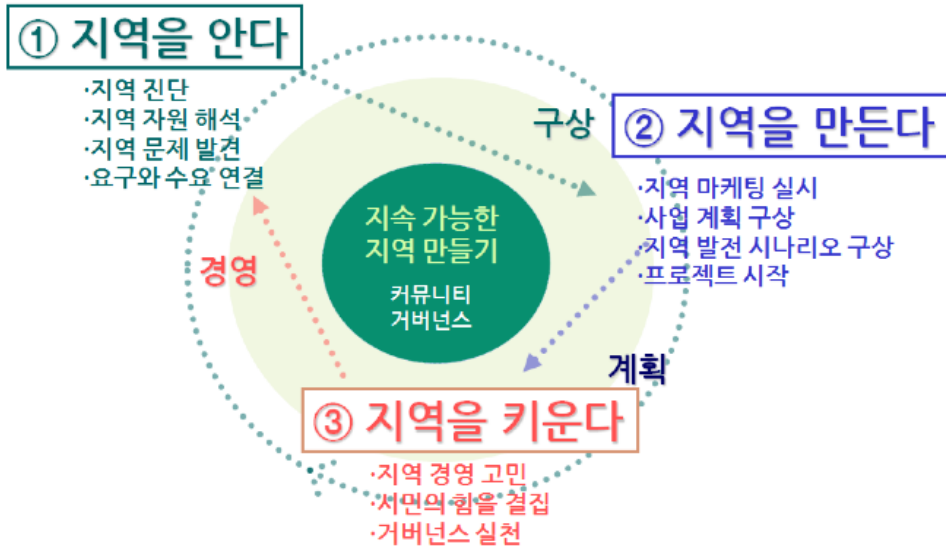 ① 지역을 안다
·지역 진단
·지역 자원 해석
·지역 문제 발견
·요구와 수요 연결
구상
② 지역을 만든다
·지역 마케팅 실시
·사업 계획 구상
·지역 발전 시나리오 구상
·프로젝트 시작
지속 가능한
지역 만들기
커뮤니티
거버넌스
경영
계획
③ 지역을 키운다
·지역 경영 고민
·시민의 힘을 결집
·거버넌스 실천